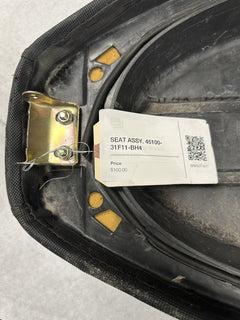 SEAT ASSY, 45100-
31F11-BH4
Price
$100.00